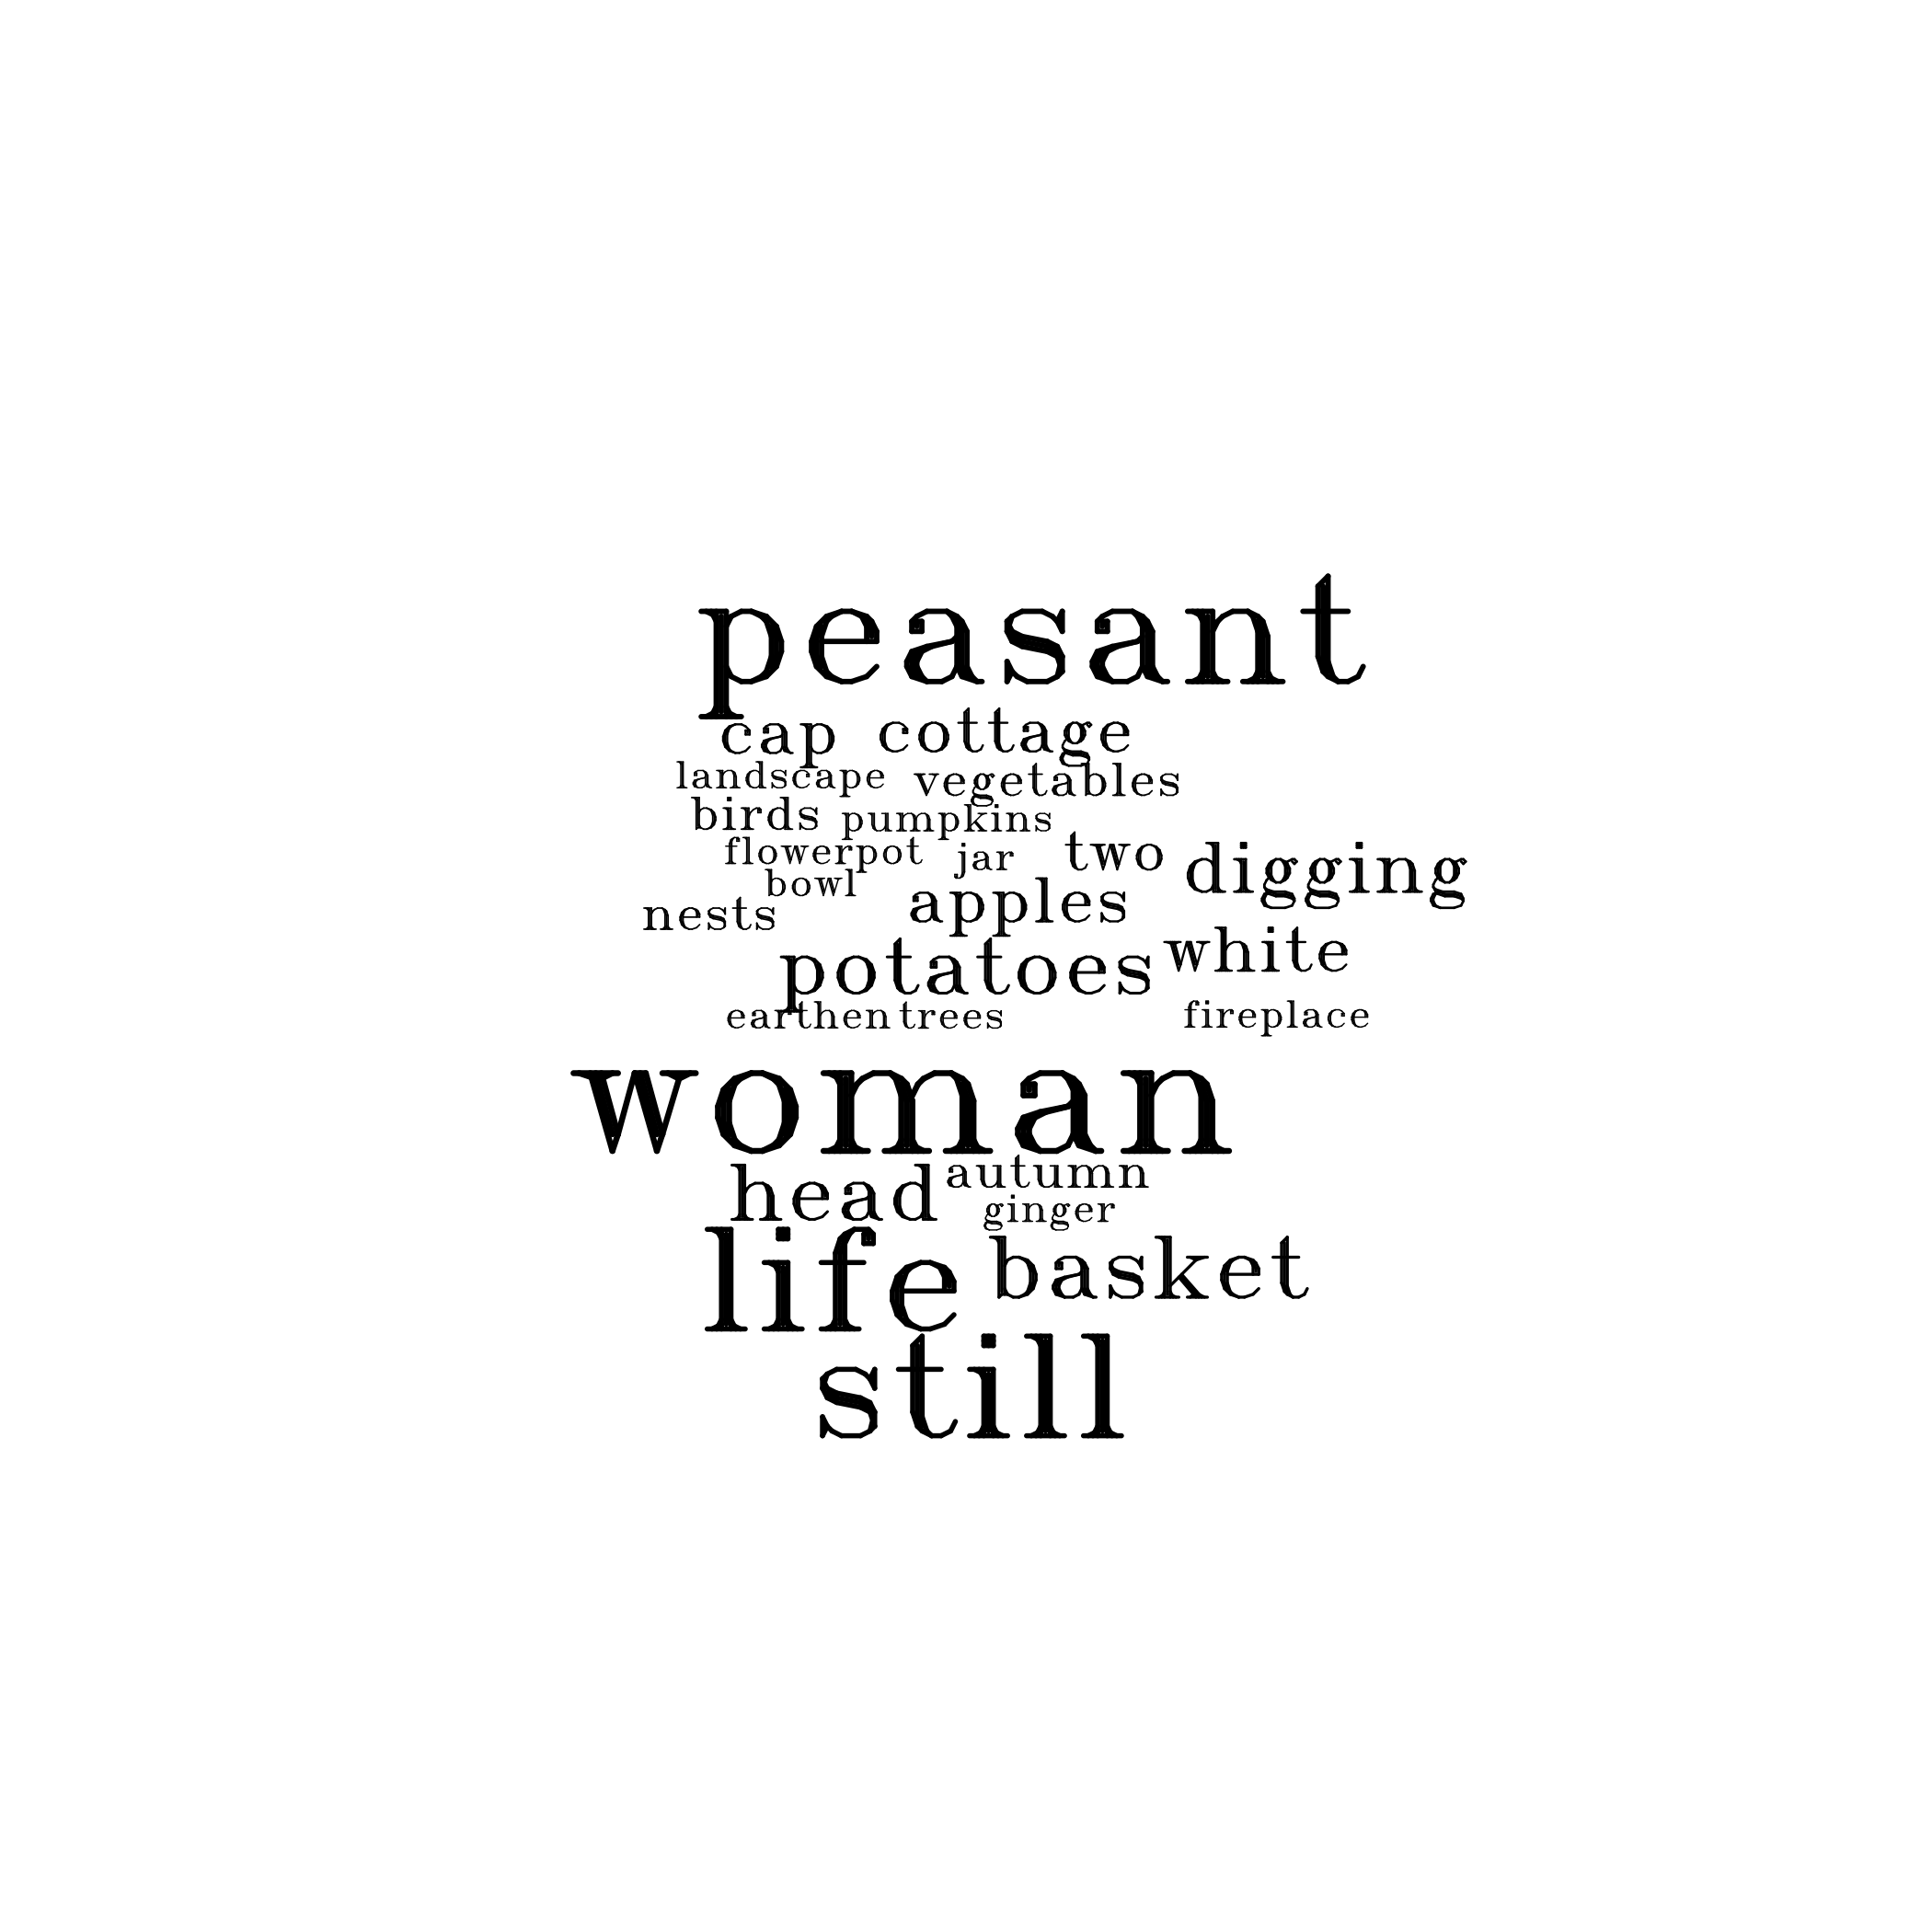 peasant
cap cottage
landscape vegetables
birds pumpkins
flowerpot jar two digging
bowl apples
nests
potatoes white
earthen trees fireplace
woman
head autumn
ginger
life basket
still